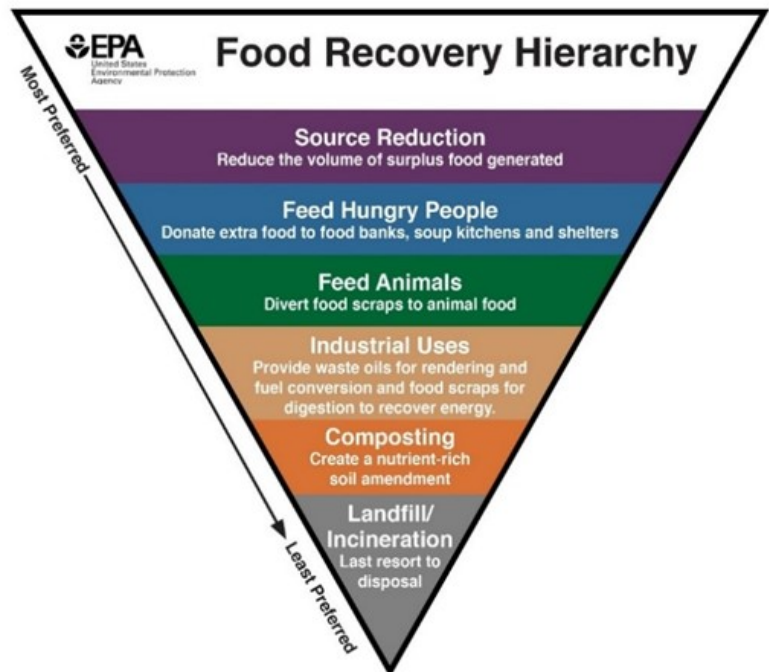 EPA
United States
Environmental Protection
Agency
Food Recovery Hierarchy
Most Preferred
Source Reduction
Reduce the volume of surplus food generated
Feed Hungry People
Donate extra food to food banks, soup kitchens and shelters
Feed Animals
Divert food scraps to animal food
Industrial Uses
Provide waste oils for rendering and
fuel conversion and food scraps for
digestion to recover energy.
Composting
Create a nutrient-rich
soil amendment
Landfill/
Incineration
Last resort to
disposal
Least Preferred